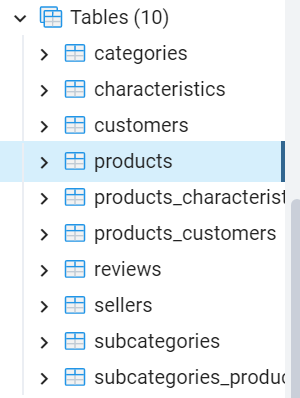 Tables (10)
categories
characteristics
customers
products
products_characterist
products_customers
reviews
sellers
subcategories
subcategories_produc